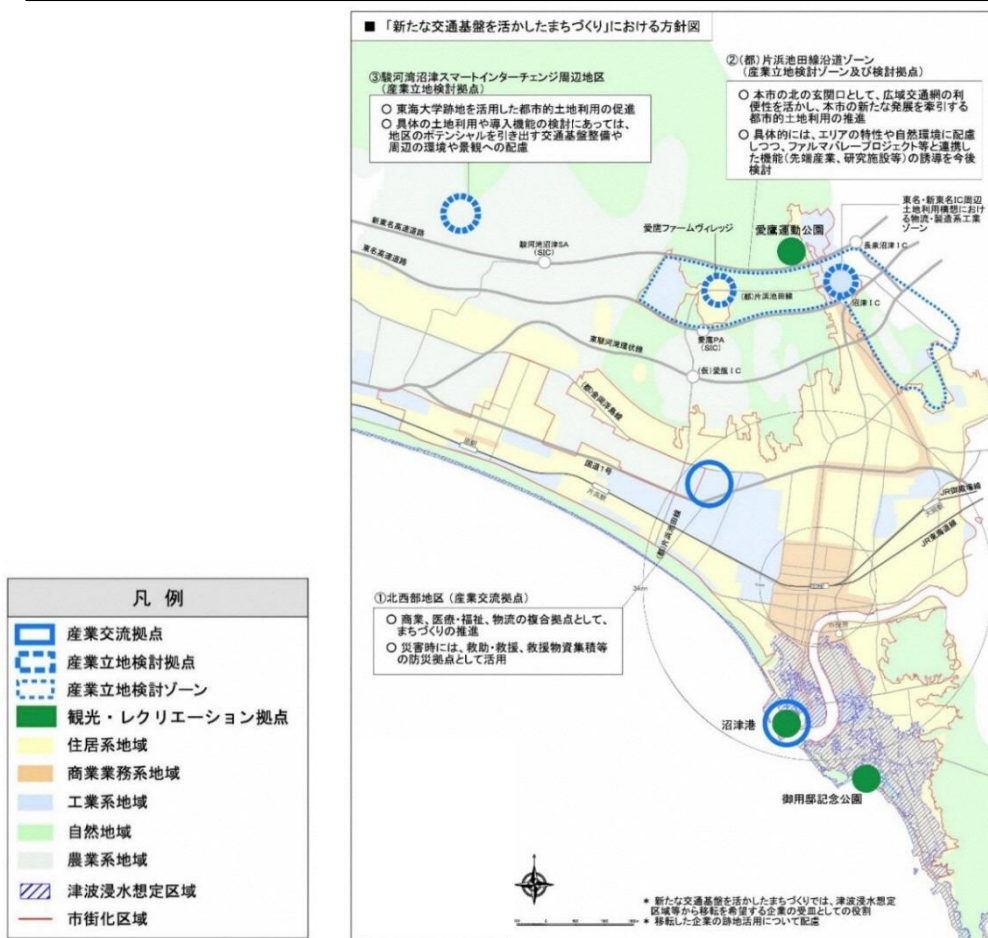 ■ 「新たな交通基盤を活かしたまちづくり」における方針図
②(都)片浜池田線沿道ゾーン
(産業立地検討ゾーン及び検討拠点)
○ 本市の北の玄関口として、広域交通網の利
便性を活かし、本市の新たな発展を牽引する
都市的土地利用の推進
○ 具体的には、エリアの特性や自然環境に配慮
しつつ、ファルマバレープロジェクト等と連携し
た機能(先端産業、研究施設等)の誘導を今後
検討
③駿河湾沼津スマートインターチェンジ周辺地区
(産業立地検討拠点)
○ 東海大学跡地を活用した都市的土地利用の促進
○ 具体の土地利用や導入機能の検討にあっては、
地区のポテンシャルを引き出す交通基盤整備や
周辺の環境や景観への配慮
東名・新東名IC周辺
土地利用構想におけ
る物流・製造系工業
ゾーン
新東名高速道路
東名高速道路
駿河湾沼津SA
(SIC)
愛鷹ファームヴィレッジ
愛鷹運動公園
長泉沼津IC
(都)片浜池田線
沼津IC
愛鷹PA
(SIC)
東駿河湾環状線
(仮)愛鷹IC
(都)金岡浮島線
原駅
国道1号
片浜駅
(都)片浜池田線
JR御殿場線
大岡駅
JR東海道線
2km
①北西部地区 (産業交流拠点)
○ 商業、医療・福祉、物流の複合拠点として、
まちづくりの推進
○ 災害時には、救助・救援、救援物資集積等
の防災拠点として活用
沼津港
御用邸記念公園
* 新たな交通基盤を活かしたまちづくりでは、津波浸水想定
区域等から移転を希望する企業の受皿としての役割
* 移転した企業の跡地活用について配慮
凡 例
産業交流拠点
産業立地検討拠点
産業立地検討ゾーン
観光・レクリエーション拠点
住居系地域
商業業務系地域
工業系地域
自然地域
農業系地域
津波浸水想定区域
市街化区域